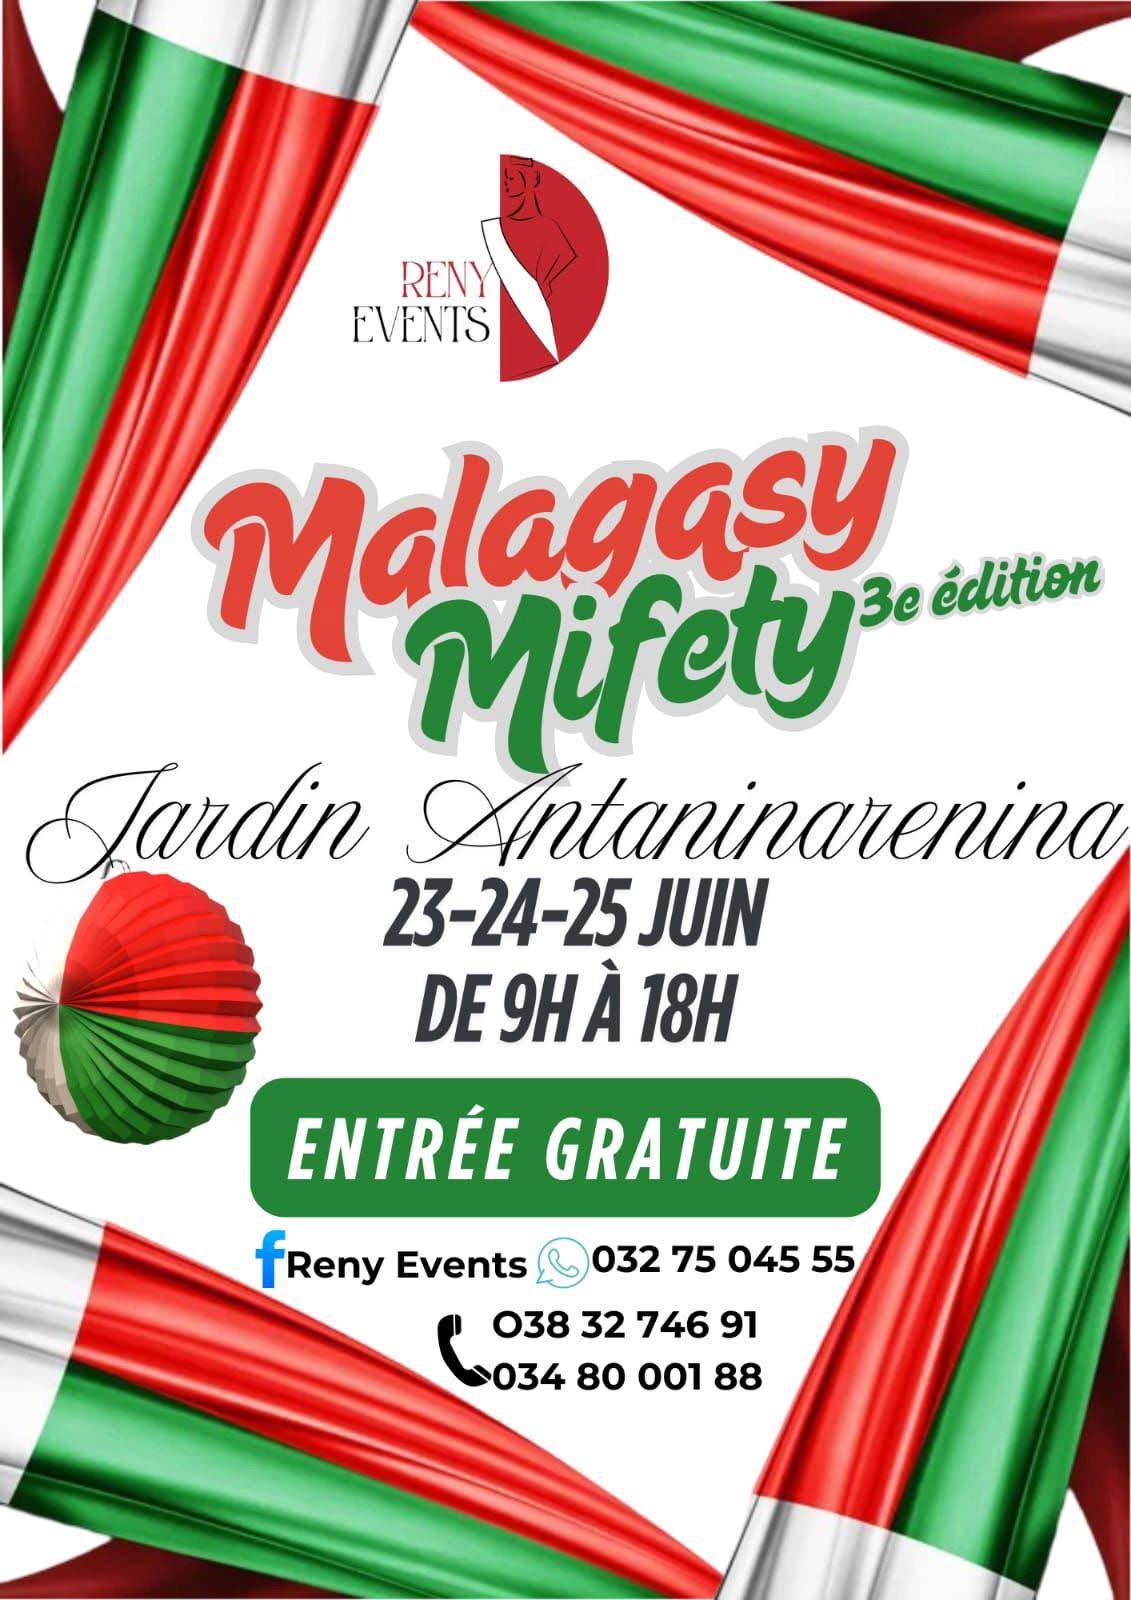 RENY
EVENTS
Malagasy
Mifety 3e édition
Jardin Antaninarenina
23-24-25 JUIN
DE 9H À 18H
ENTRÉE GRATUITE
Reny Events 032 75 045 55
O38 32 746 91
034 80 001 88